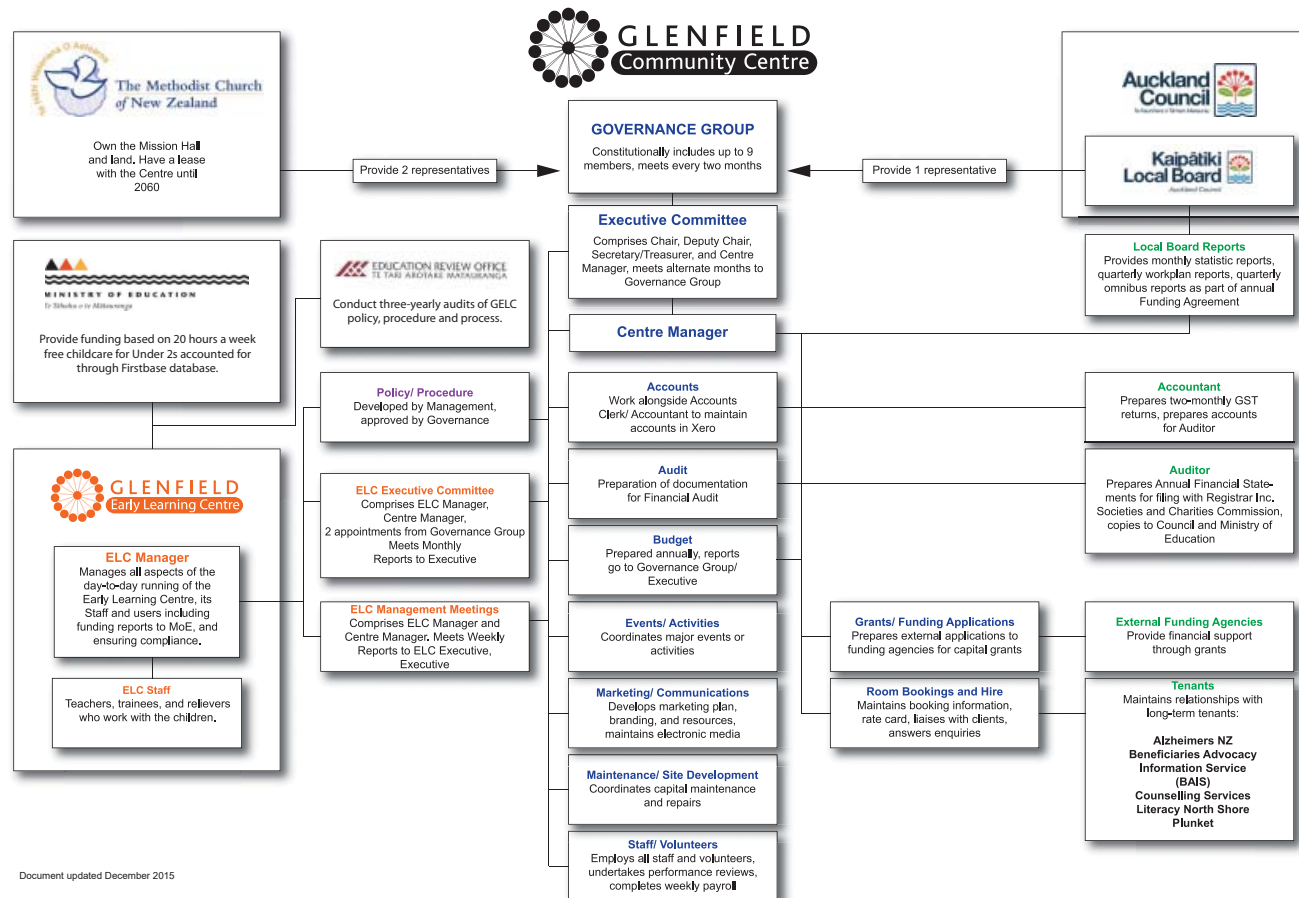 GLENFIELD
Community Centre
Te Hāhi Weteriana O Aotearoa
The Methodist Church
of New Zealand
Own the Mission Hall
and land. Have a lease
with the Centre until
2060
Provide 2 representatives
GOVERNANCE GROUP
Constitutionally includes up to 9
members, meets every two months
Provide 1 representative
Auckland
Council
Kaipātiki
Local Board
Auckland Council
Executive Committee
Comprises Chair, Deputy Chair,
Secretary/Treasurer, and Centre
Manager, meets alternate months to
Governance Group
Centre Manager
Local Board Reports
Provides monthly statistic reports,
quarterly workplan reports, quarterly
omnibus reports as part of annual
Funding Agreement
MINISTRY OF EDUCATION
Te Tāhuhu o te Mātauranga
Provide funding based on 20 hours a week
free childcare for Under 2s accounted for
through Firstbase database.
EDUCATION REVIEW OFFICE
TE TARI AROTAKE MATAURANGA
Conduct three-yearly audits of GELC
policy, procedure and process.
Policy/ Procedure
Developed by Management,
approved by Governance
ELC Executive Committee
Comprises ELC Manager,
Centre Manager,
2 appointments from Governance Group
Meets Monthly
Reports to Executive
ELC Management Meetings
Comprises ELC Manager and
Centre Manager. Meets Weekly
Reports to ELC Executive,
Executive
GLENFIELD
Early Learning Centre
ELC Manager
Manages all aspects of the
day-to-day running of the
Early Learning Centre, its
Staff and users including
funding reports to MoE, and
ensuring compliance.
ELC Staff
Teachers, trainees, and relievers
who work with the children.
Accounts
Work alongside Accounts
Clerk/ Accountant to maintain
accounts in Xero
Audit
Preparation of documentation
for Financial Audit
Budget
Prepared annually, reports
go to Governance Group/
Executive
Events/ Activities
Coordinates major events or
activities
Marketing/ Communications
Develops marketing plan,
branding, and resources,
maintains electronic media
Maintenance/ Site Development
Coordinates capital maintenance
and repairs
Staff/ Volunteers
Employs all staff and volunteers,
undertakes performance reviews,
completes weekly payroll
Grants/ Funding Applications
Prepares external applications to
funding agencies for capital grants
Room Bookings and Hire
Maintains booking information,
rate card, liaises with clients,
answers enquiries
Accountant
Prepares two-monthly GST
returns, prepares accounts
for Auditor
Auditor
Prepares Annual Financial State-
ments for filing with Registrar Inc.
Societies and Charities Commission,
copies to Council and Ministry of
Education
External Funding Agencies
Provide financial support
through grants
Tenants
Maintains relationships with
long-term tenants:
Alzheimers NZ
Beneficiaries Advocacy
Information Service
(BAIS)
Counselling Services
Literacy North Shore
Plunket
Document updated December 2015